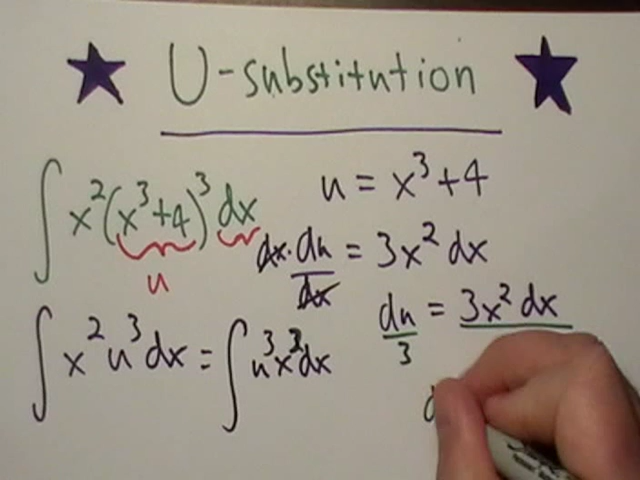 U-substitution
∫x²(x³+4)³dx
u
u = x³+4
dx·du/dx = 3x²dx
du/3 = 3x²dx
∫x²u³dx = ∫u³x²dx
d